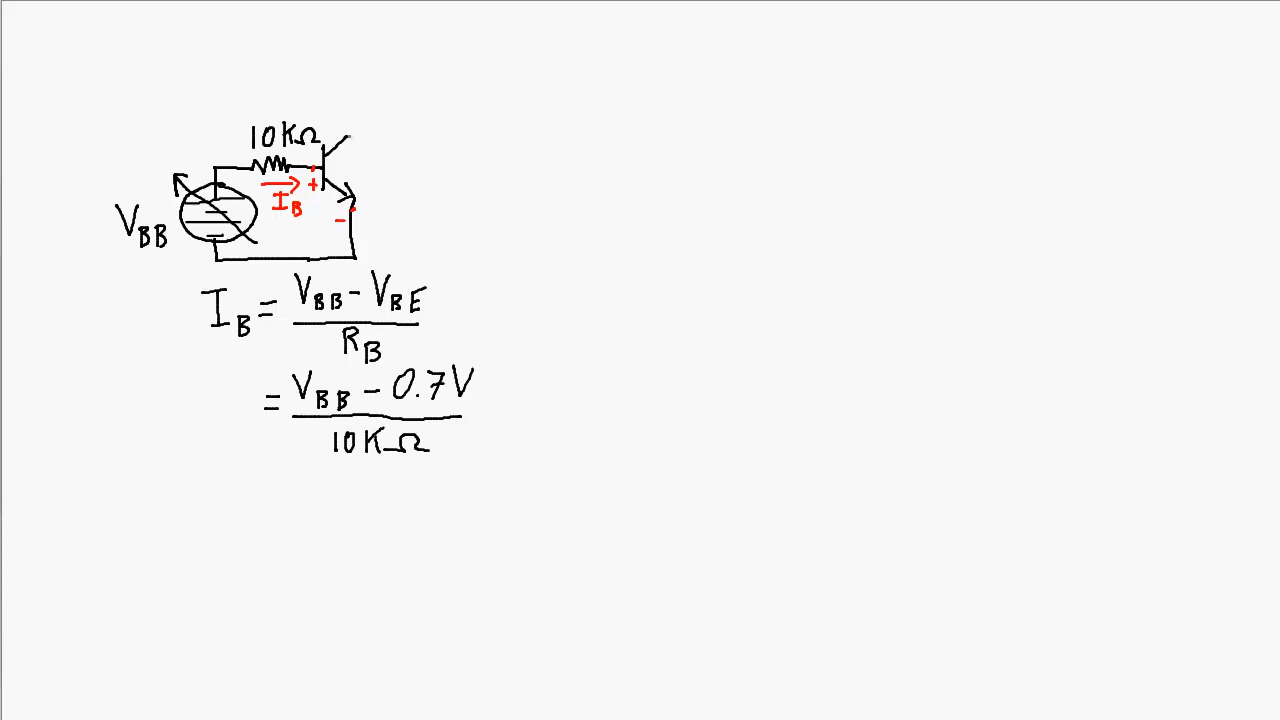 10KΩ
+
I_B
−
V_BB
I_B = (V_BB − V_BE) / R_B
= (V_BB − 0.7V) / 10KΩ